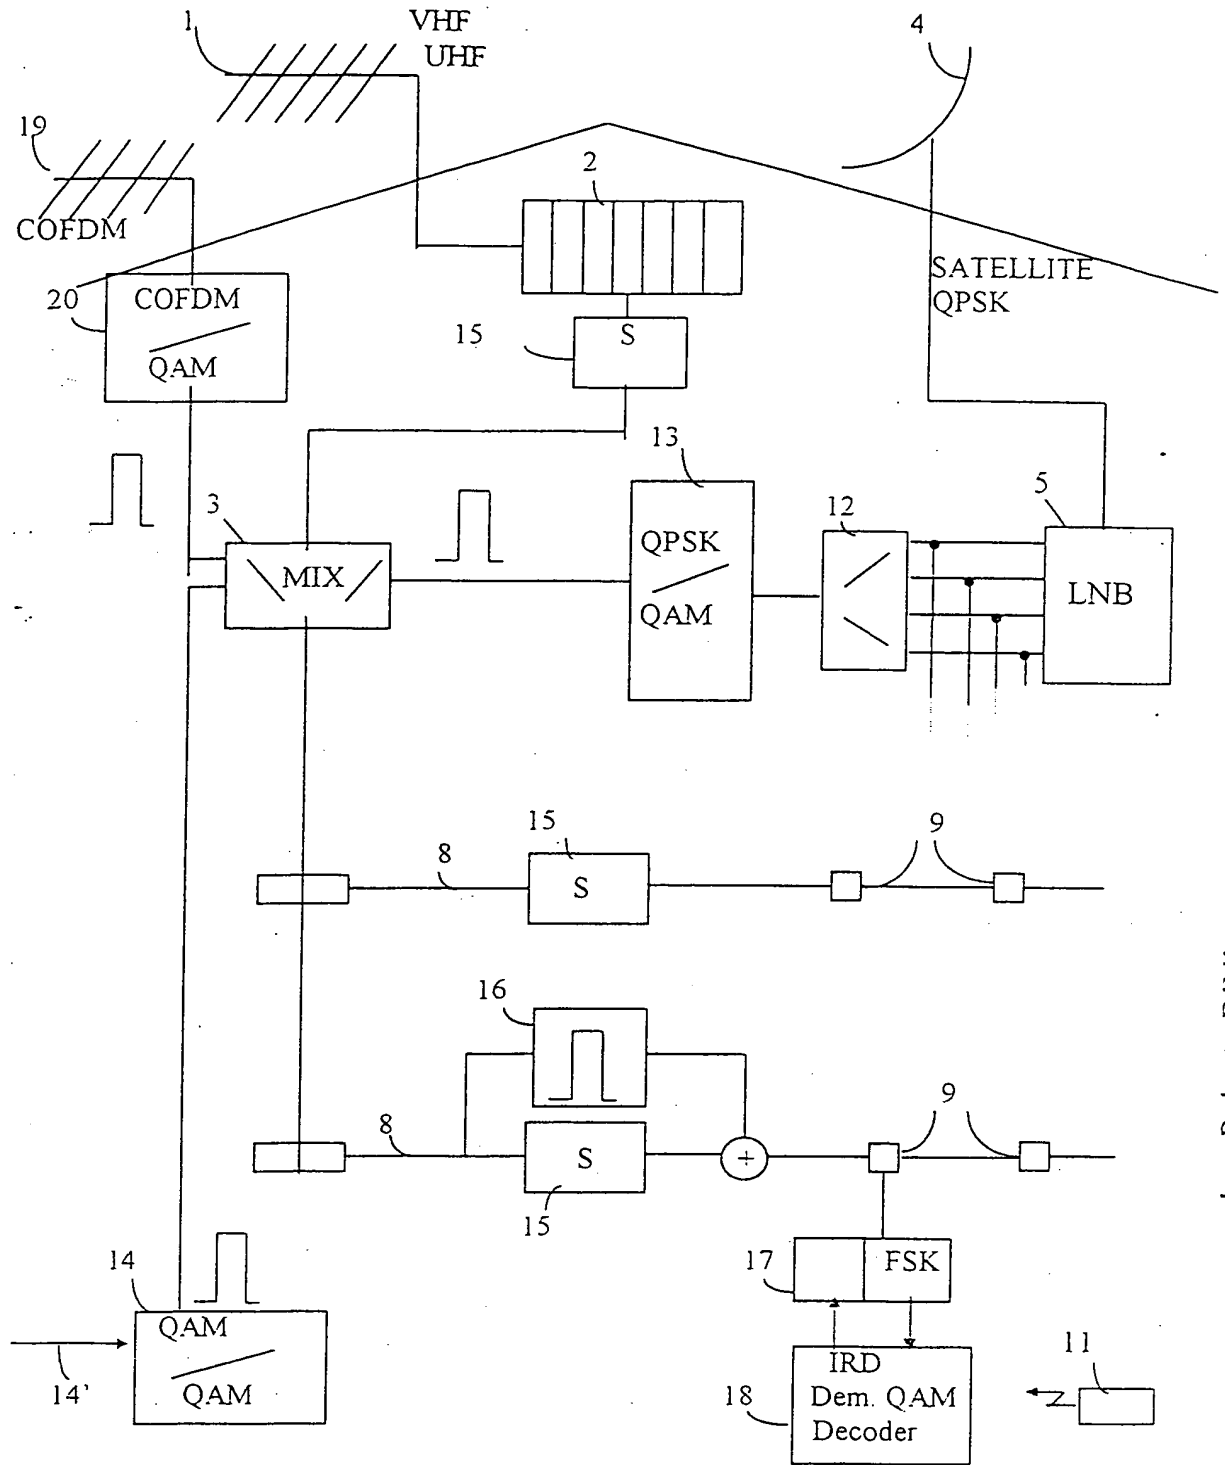 1
VHF
UHF
4
19
COFDM
2
20
COFDM
QAM
15
S
SATELLITE
QPSK
13
3
MIX
QPSK
QAM
12
5
LNB
15
8
S
9
16
8
S
15
+
9
17
FSK
14
QAM
QAM
14'
18
IRD
Dem. QAM
Decoder
11